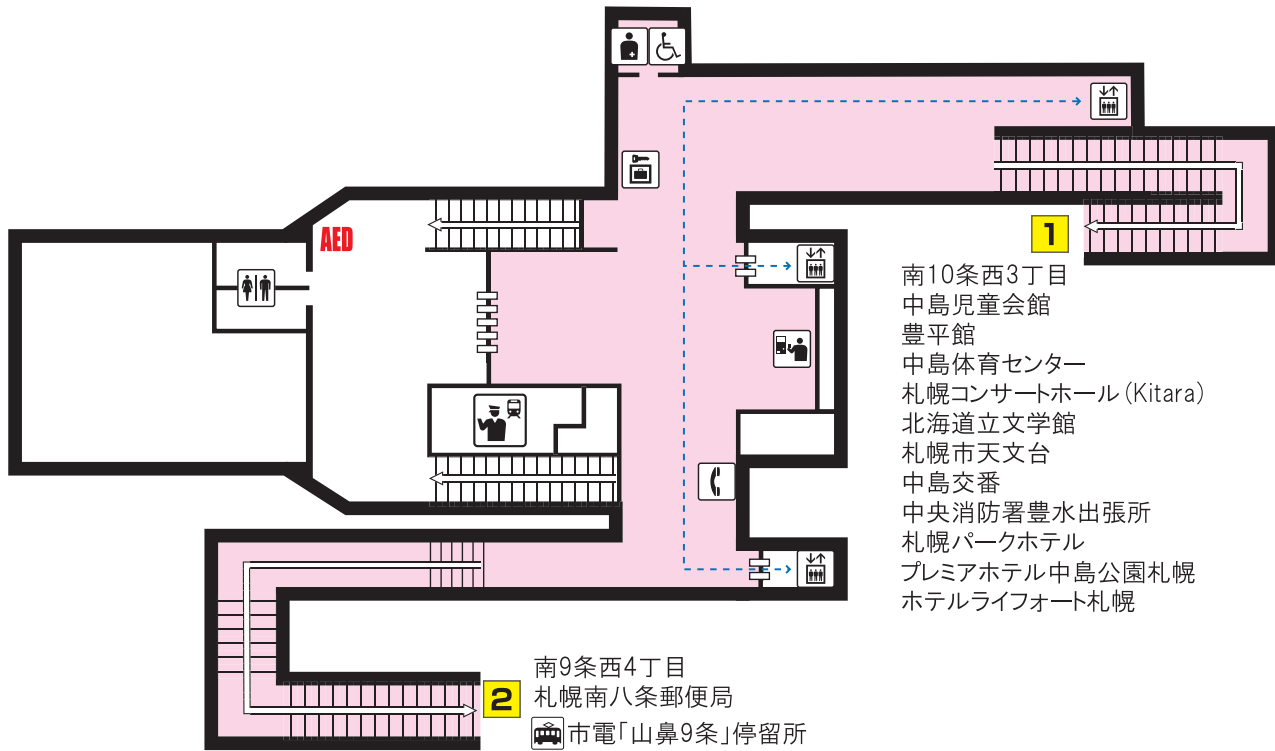 AED
1
南10条西3丁目
中島児童会館
豊平館
中島体育センター
札幌コンサートホール(Kitara)
北海道立文学館
札幌市天文台
中島交番
中央消防署豊水出張所
札幌パークホテル
プレミアホテル中島公園札幌
ホテルライフォート札幌
2
南9条西4丁目
札幌南八条郵便局
市電「山鼻9条」停留所